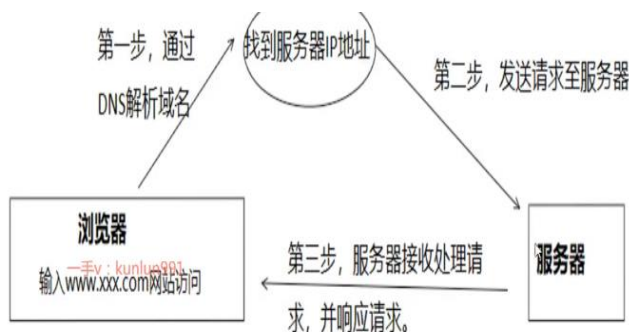 第一步，通过
DNS解析域名
找到服务器IP地址
第二步，发送请求至服务器
浏览器
一手v：kunlun991
输入www.xxx.com网站访问
第三步，服务器接收处理请
求，并响应请求。
服务器